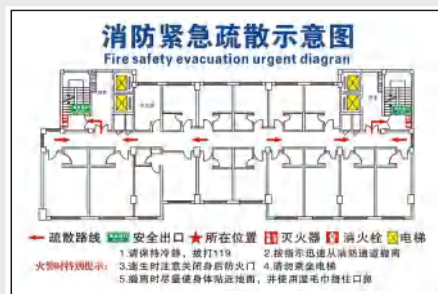 消防紧急疏散示意图
Fire safety evacuation urgent diagran
疏散路线 安全出口 所在位置 灭火器 消火栓 电梯
1.请保持冷静，拨打119 2.按指示迅速从消防通道撤离
火警时特别提示： 3.逃生时注意关闭身后防火门 4.请勿乘坐电梯
5.撤离时尽量使身体贴近地面，并使用湿毛巾捂住口鼻